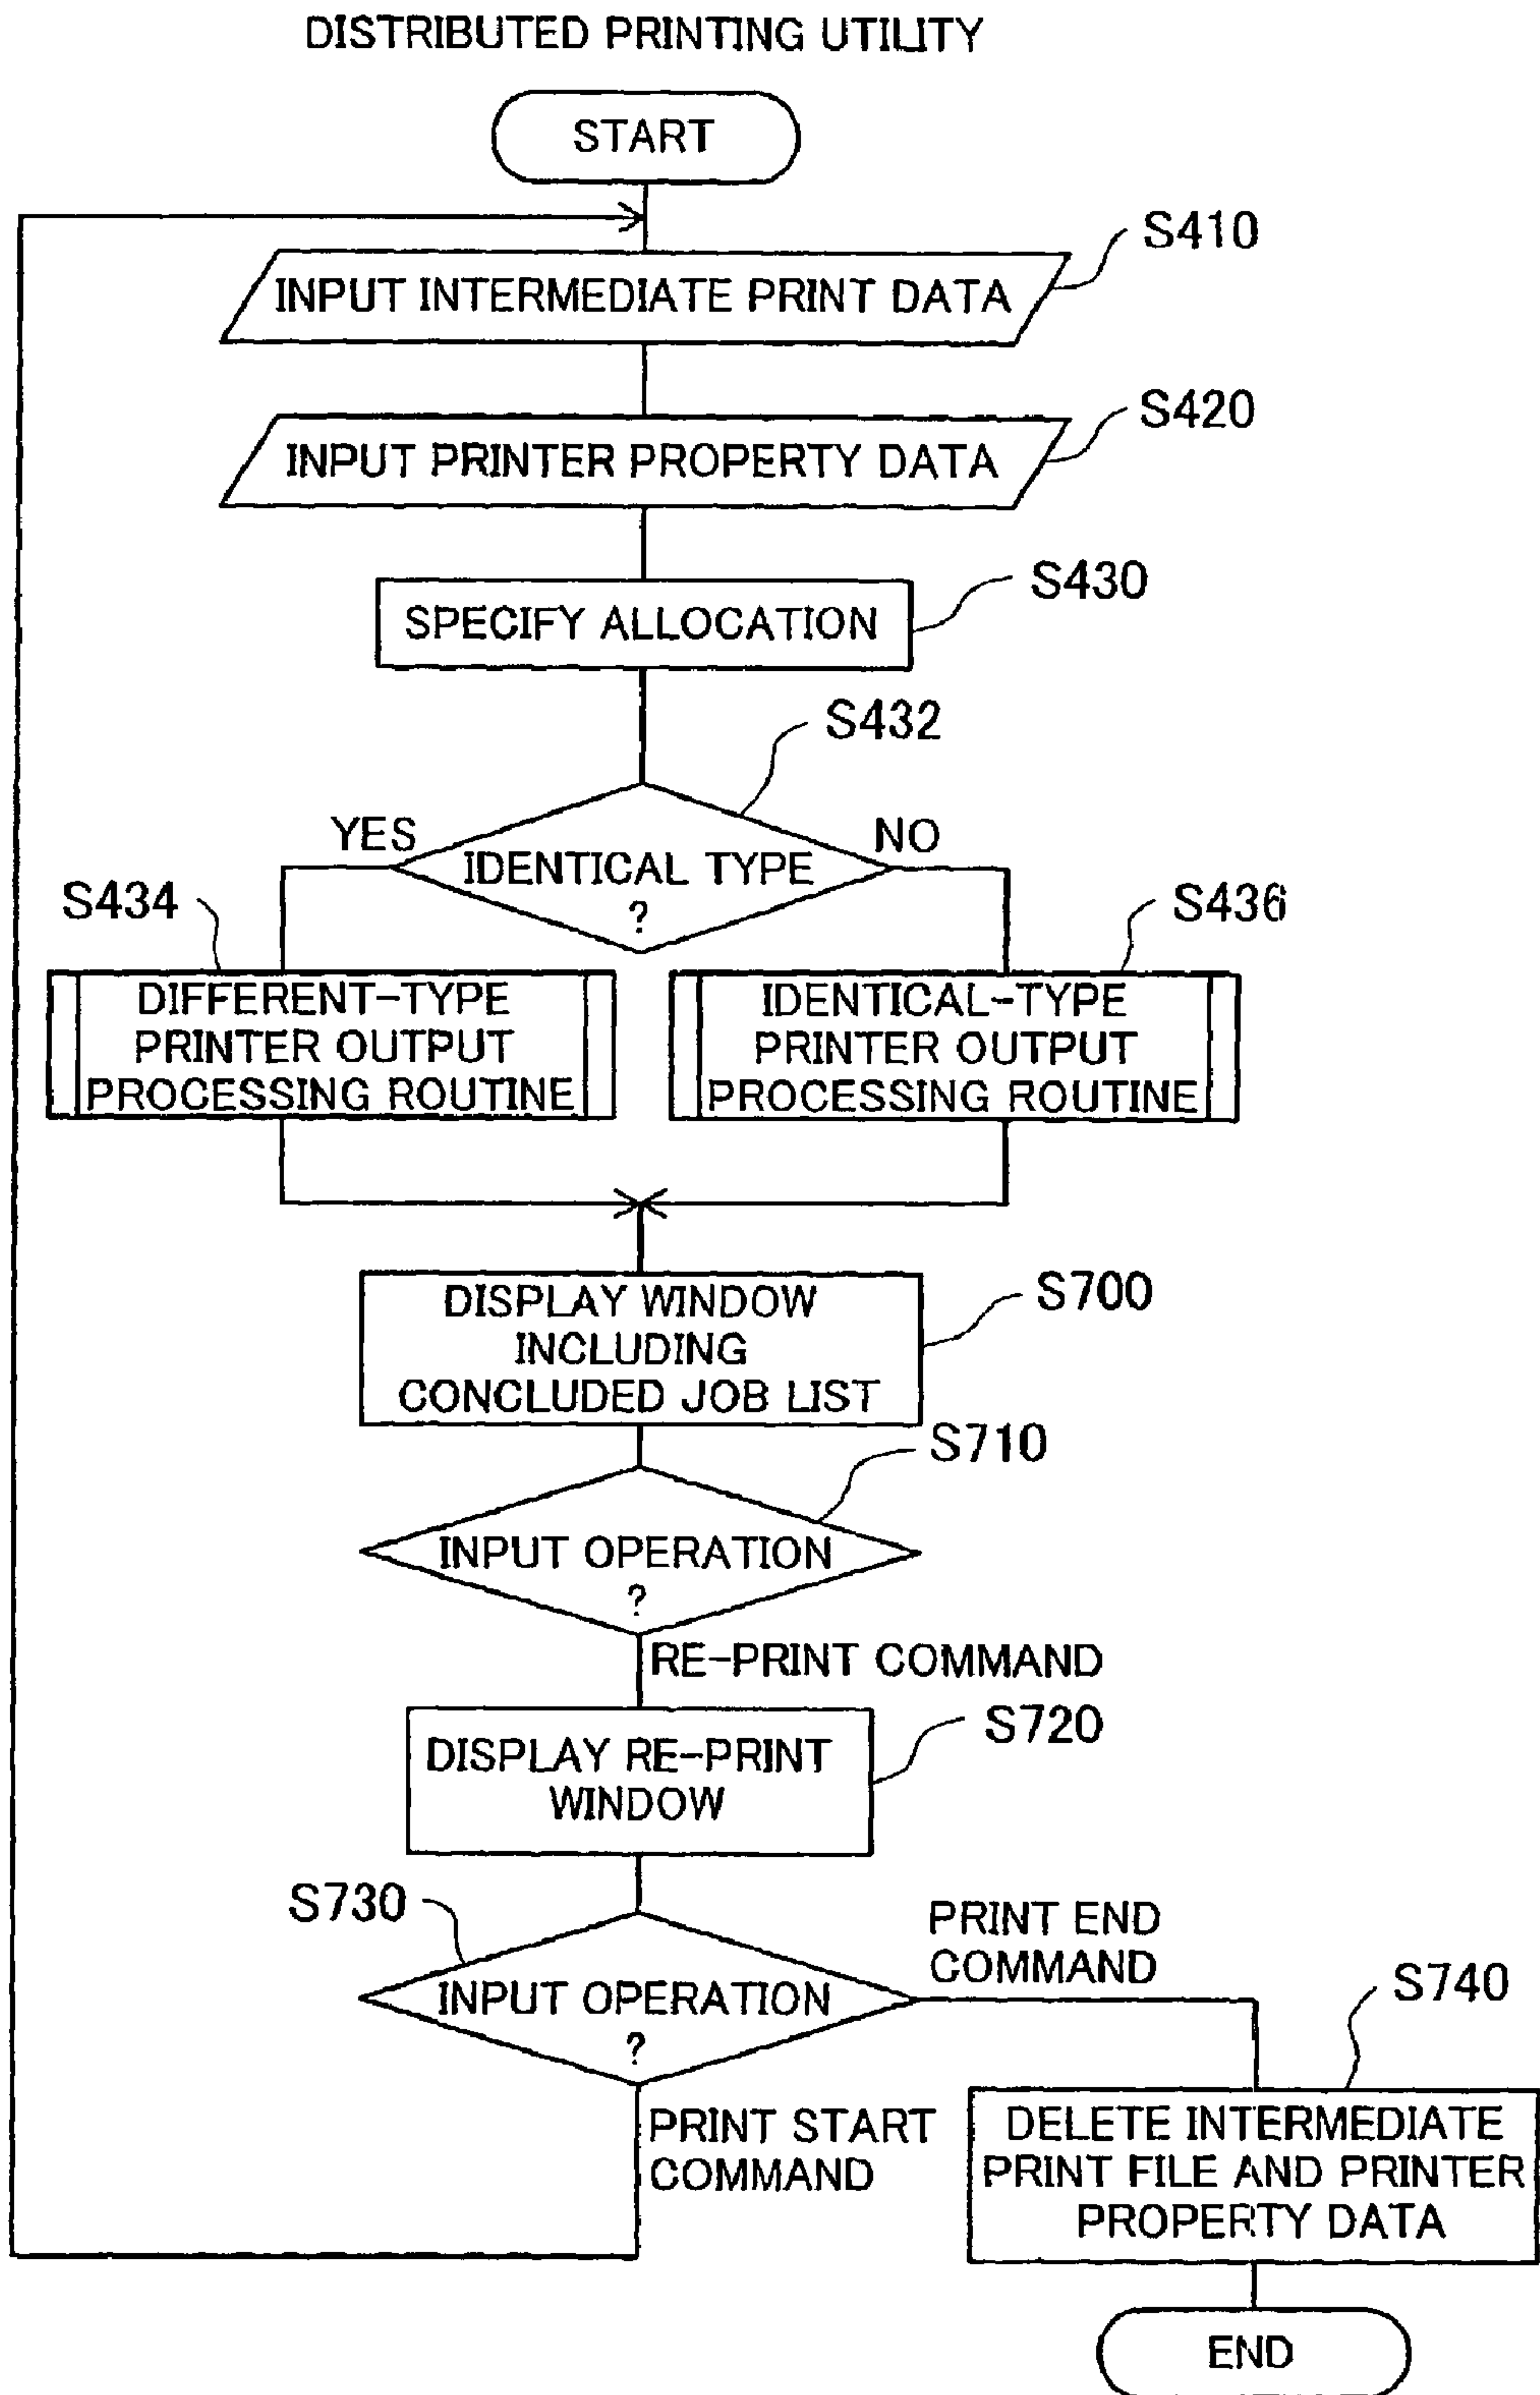 DISTRIBUTED PRINTING UTILITY
START
S410
INPUT INTERMEDIATE PRINT DATA
S420
INPUT PRINTER PROPERTY DATA
S430
SPECIFY ALLOCATION
S432
YES
NO
IDENTICAL TYPE
?
S434
S436
DIFFERENT-TYPE
PRINTER OUTPUT
PROCESSING ROUTINE
IDENTICAL-TYPE
PRINTER OUTPUT
PROCESSING ROUTINE
S700
DISPLAY WINDOW
INCLUDING
CONCLUDED JOB LIST
S710
INPUT OPERATION
?
RE-PRINT COMMAND
S720
DISPLAY RE-PRINT
WINDOW
S730
PRINT END
COMMAND
INPUT OPERATION
?
S740
PRINT START
COMMAND
DELETE INTERMEDIATE
PRINT FILE AND PRINTER
PROPERTY DATA
END